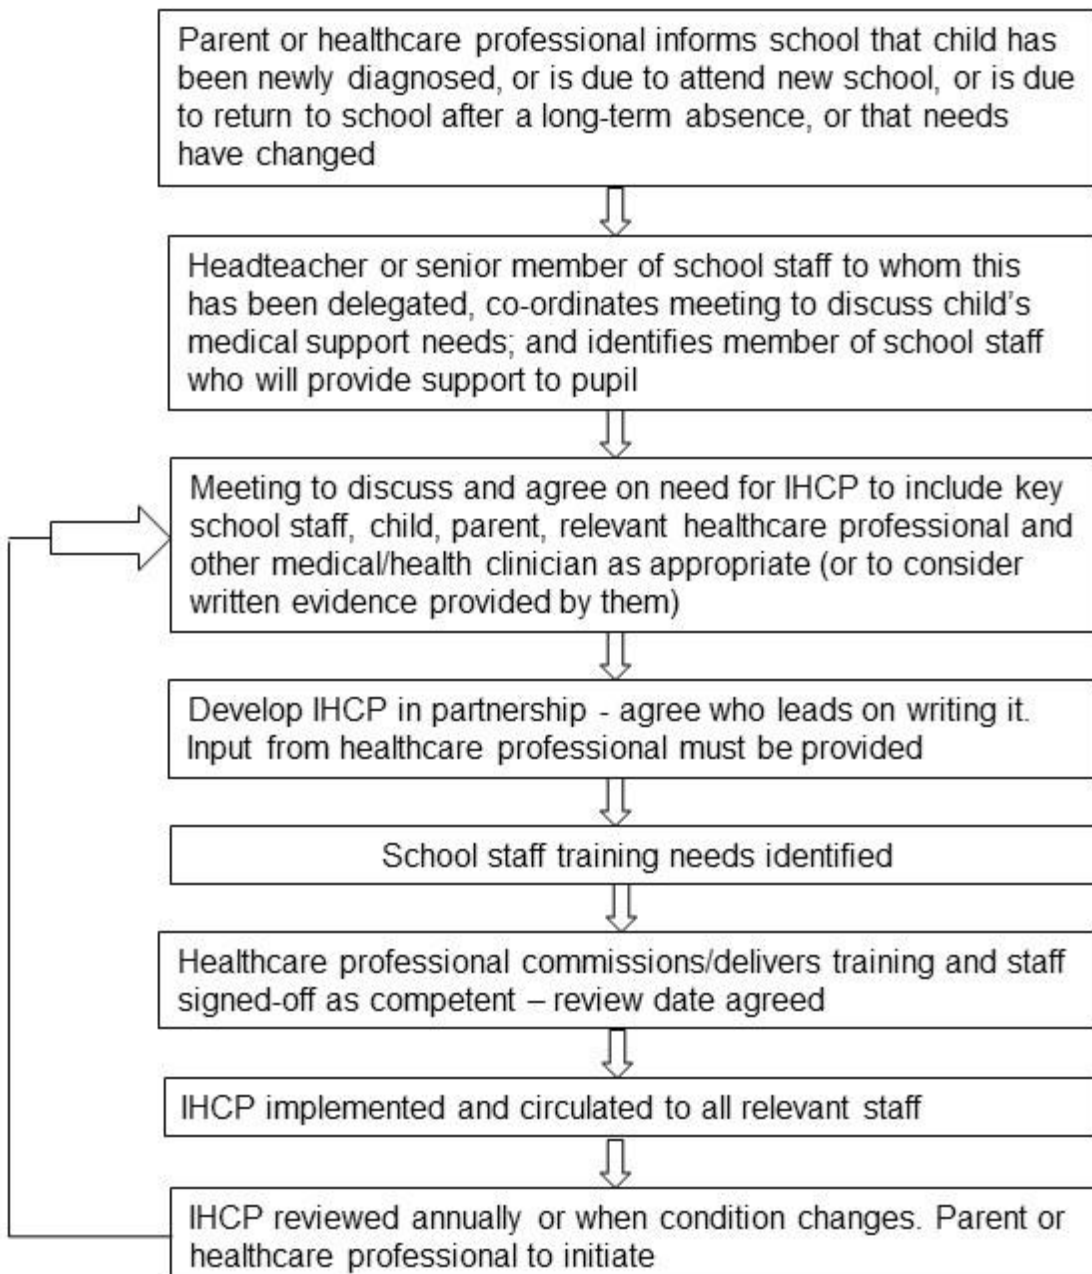 Parent or healthcare professional informs school that child has
been newly diagnosed, or is due to attend new school, or is due
to return to school after a long-term absence, or that needs
have changed
Headteacher or senior member of school staff to whom this
has been delegated, co-ordinates meeting to discuss child's
medical support needs; and identifies member of school staff
who will provide support to pupil
Meeting to discuss and agree on need for IHCP to include key
school staff, child, parent, relevant healthcare professional and
other medical/health clinician as appropriate (or to consider
written evidence provided by them)
Develop IHCP in partnership - agree who leads on writing it.
Input from healthcare professional must be provided
School staff training needs identified
Healthcare professional commissions/delivers training and staff
signed-off as competent – review date agreed
IHCP implemented and circulated to all relevant staff
IHCP reviewed annually or when condition changes. Parent or
healthcare professional to initiate